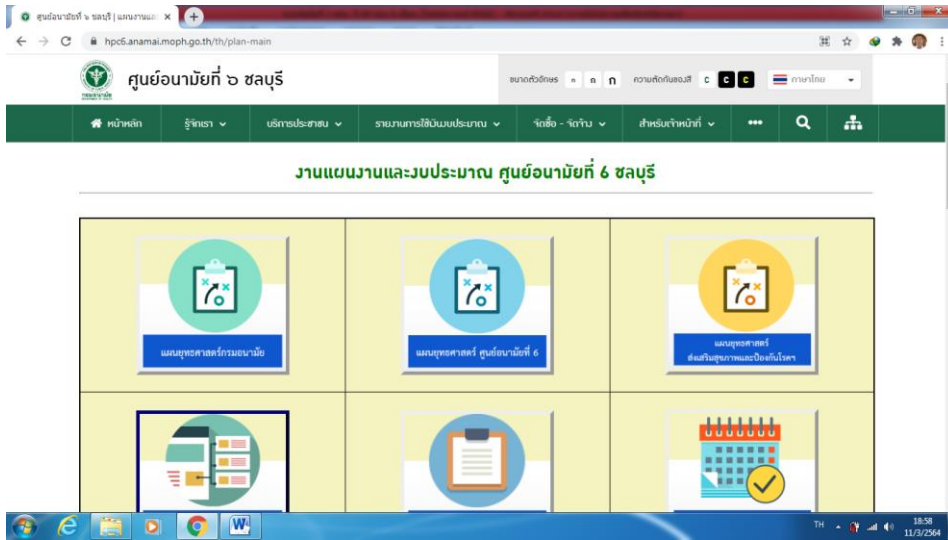 ศูนย์อนามัยที่ ๖ ชลบุรี | แผนงานแล
hpc6.anamai.moph.go.th/th/plan-main
ศูนย์อนามัยที่ ๖ ชลบุรี
ขนาดตัวอักษร ก ก ก ความตัดกันของสี C C C ภาษาไทย
หน้าหลัก รู้จักเรา บริการประชาชน รายงานการใช้เงินงบประมาณ จัดซื้อ - จัดจ้าง สำหรับเจ้าหน้าที่
งานแผนงานและงบประมาณ ศูนย์อนามัยที่ 6 ชลบุรี
แผนยุทธศาสตร์กรมอนามัย
แผนยุทธศาสตร์ ศูนย์อนามัยที่ 6
แผนยุทธศาสตร์
ส่งเสริมสุขภาพและป้องกันโรคฯ
TH
18:58
11/3/2564